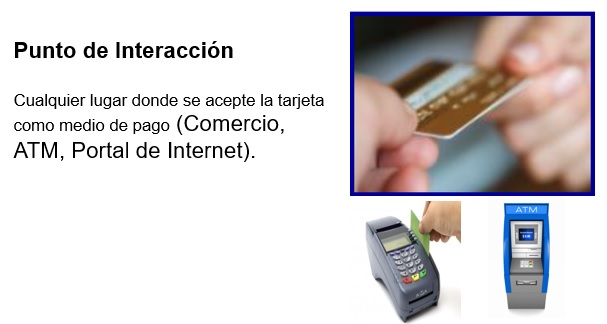 Punto de Interacción
Cualquier lugar donde se acepte la tarjeta
como medio de pago (Comercio,
ATM, Portal de Internet).
ATM